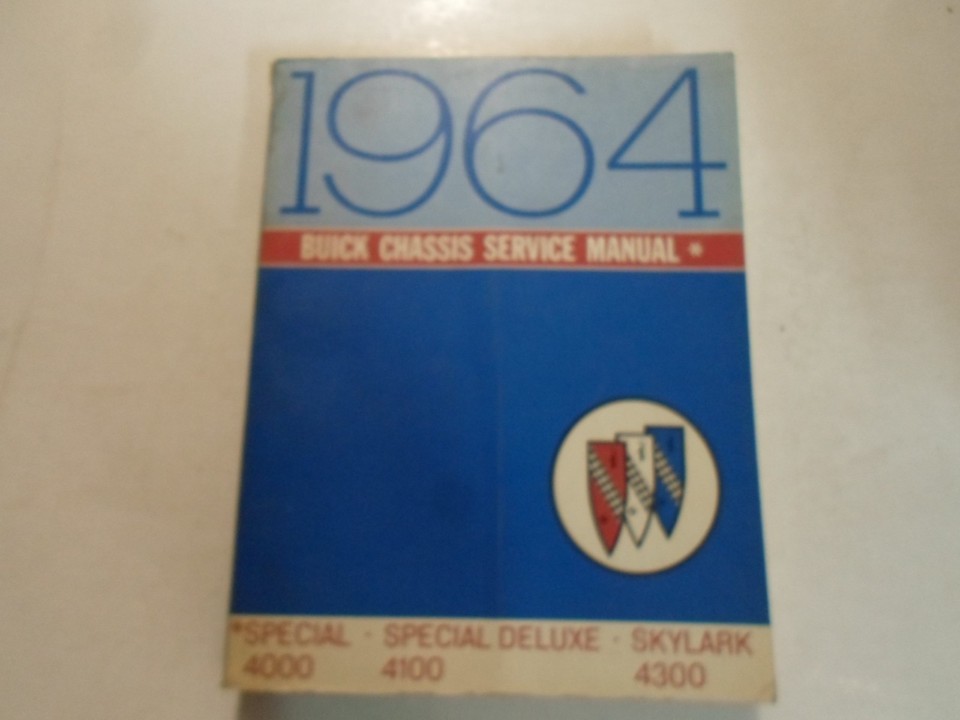 1964
BUICK CHASSIS SERVICE MANUAL *
*SPECIAL · SPECIAL DELUXE · SKYLARK
4000 4100 4300